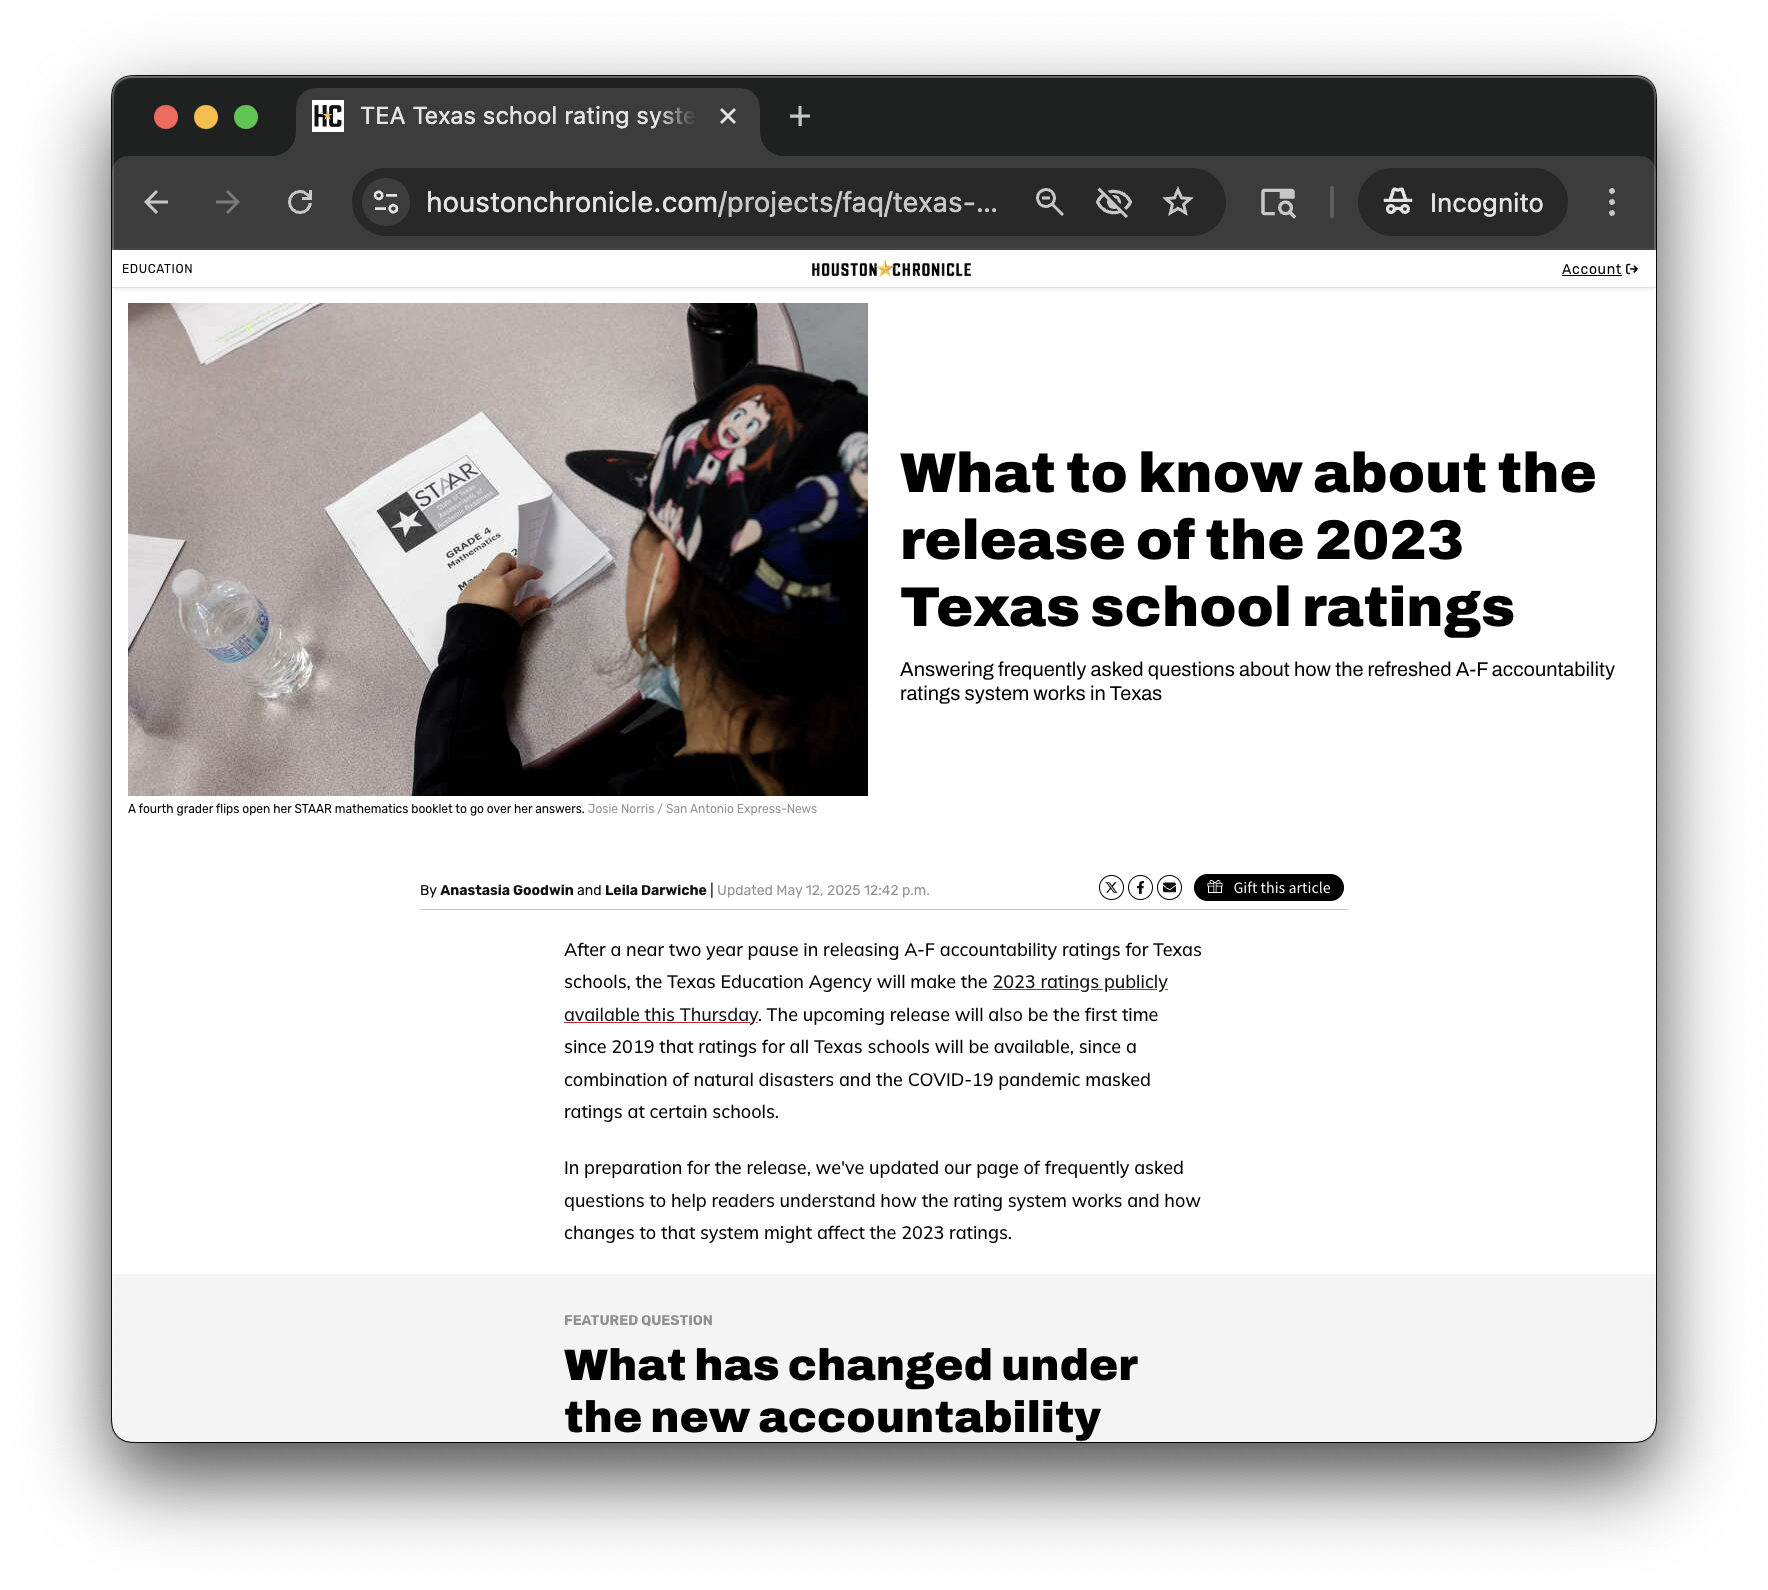 TEA Texas school rating syste
houstonchronicle.com/projects/faq/texas-...
Incognito
EDUCATION
HOUSTON CHRONICLE
Account
STAAR
State of Texas
Assessments of
Academic Readiness
GRADE 4
Mathematics
What to know about the
release of the 2023
Texas school ratings
Answering frequently asked questions about how the refreshed A-F accountability
ratings system works in Texas
A fourth grader flips open her STAAR mathematics booklet to go over her answers. Josie Norris / San Antonio Express-News
By Anastasia Goodwin and Leila Darwiche | Updated May 12, 2025 12:42 p.m.
Gift this article
After a near two year pause in releasing A-F accountability ratings for Texas
schools, the Texas Education Agency will make the 2023 ratings publicly
available this Thursday. The upcoming release will also be the first time
since 2019 that ratings for all Texas schools will be available, since a
combination of natural disasters and the COVID-19 pandemic masked
ratings at certain schools.
In preparation for the release, we've updated our page of frequently asked
questions to help readers understand how the rating system works and how
changes to that system might affect the 2023 ratings.
FEATURED QUESTION
What has changed under
the new accountability